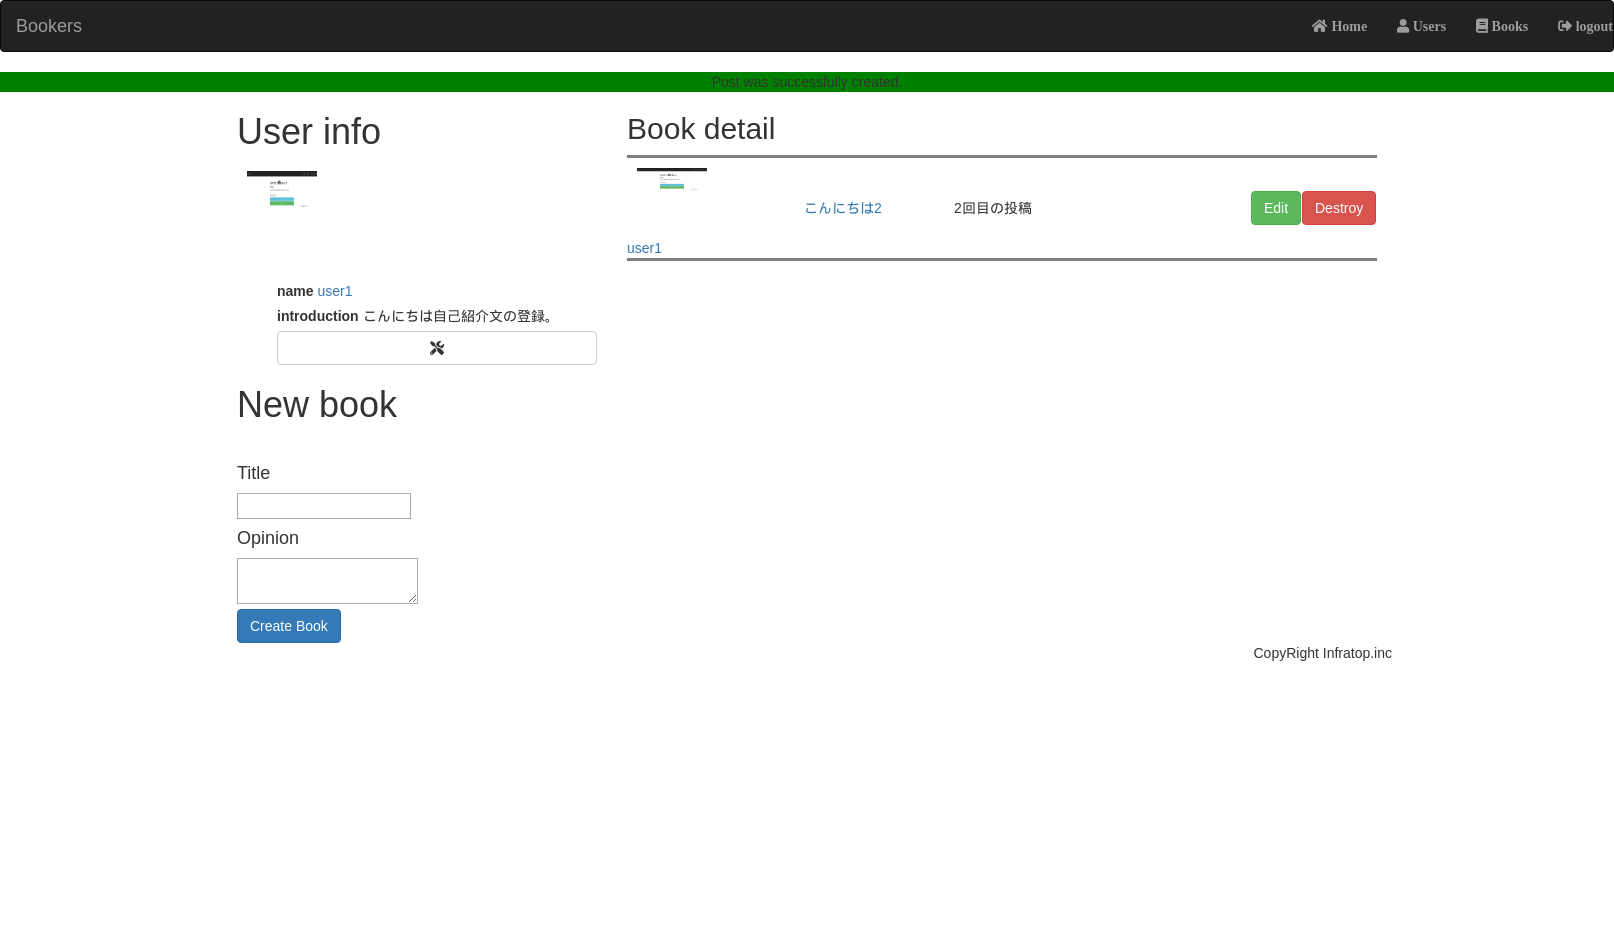 Bookers
Home Users Books logout
Post was successfully created.
User info
name user1
introduction こんにちは自己紹介文の登録。
New book
Title
Opinion
Create Book
Book detail
こんにちは2 2回目の投稿 Edit Destroy
user1
CopyRight Infratop.inc